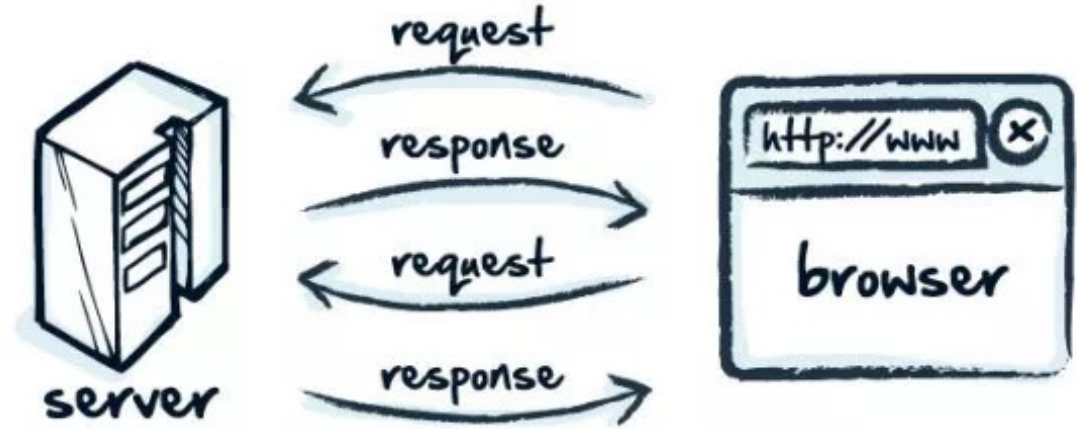 request
http://www
response
request
browser
response
server